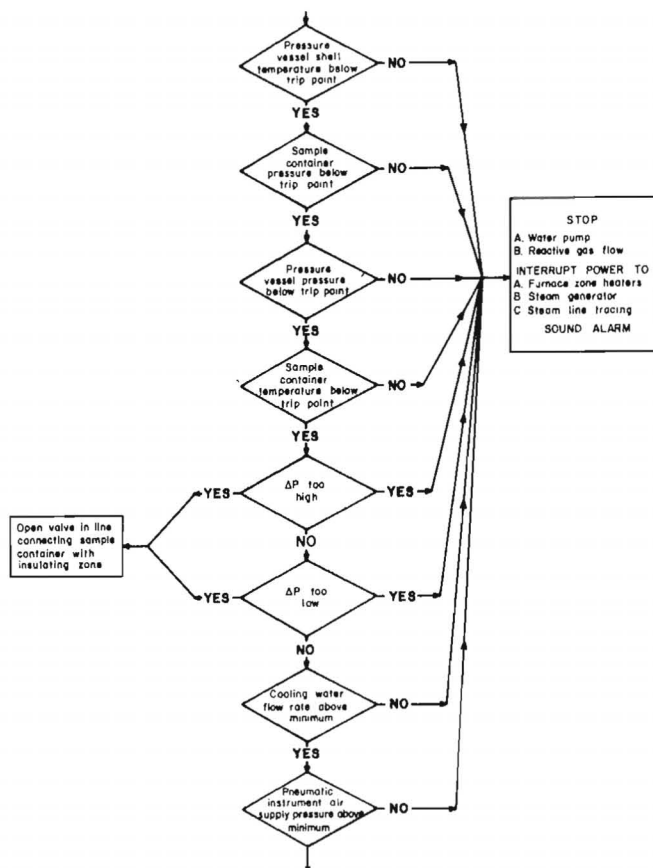 Pressure
vessel shell
temperature below
trip point
NO
YES
Sample
container
pressure below
trip point
NO
YES
Pressure
vessel pressure
below trip point
NO
YES
Sample
container
temperature below
trip point
NO
YES
ΔP too
high
YES
YES
NO
ΔP too
low
YES
YES
NO
Cooling water
flow rate above
minimum
NO
YES
Pneumatic
instrument air
supply pressure above
minimum
NO
Open valve in line
connecting sample
container with
insulating zone
STOP
A. Water pump
B. Reactive gas flow
INTERRUPT POWER TO
A. Furnace zone heaters
B Steam generator
C Steam line tracing
SOUND ALARM